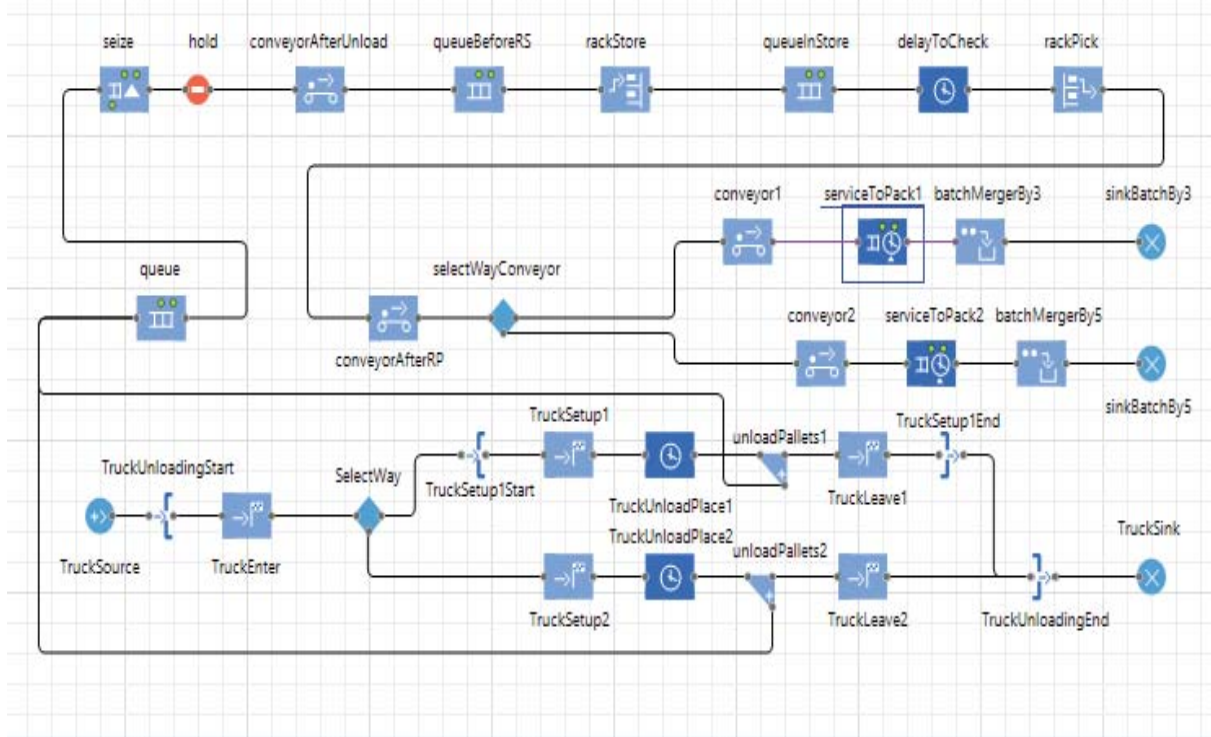 seize
hold
conveyorAfterUnload
queueBeforeRS
rackStore
queueInStore
delayToCheck
rackPick
conveyor1
serviceToPack1
batchMergerBy3
sinkBatchBy3
queue
selectWayConveyor
conveyorAfterRP
conveyor2
serviceToPack2
batchMergerBy5
sinkBatchBy5
TruckSetup1
unloadPallets1
TruckSetup1End
TruckUnloadingStart
SelectWay
TruckSetup1Start
TruckUnloadPlace1
TruckLeave1
TruckSource
TruckEnter
TruckUnloadPlace2
unloadPallets2
TruckSink
TruckSetup2
TruckLeave2
TruckUnloadingEnd